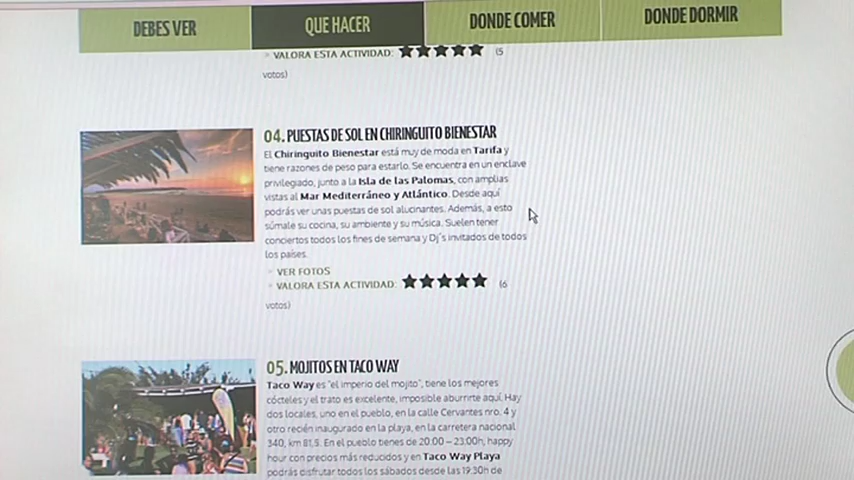 DEBES VER
QUE HACER
DONDE COMER
DONDE DORMIR
VALORA ESTA ACTIVIDAD: (5
votos)
04. PUESTAS DE SOL EN CHIRINGUITO BIENESTAR
El Chiringuito Bienestar está muy de moda en Tarifa y
tiene razones de peso para estarlo. Se encuentra en un enclave
privilegiado, junto a la Isla de las Palomas, con amplias
vistas al Mar Mediterráneo y Atlántico. Desde aquí
podrás ver unas puestas de sol alucinantes. Además, a esto
súmale su cocina, su ambiente y su música. Suelen tener
conciertos todos los fines de semana y Dj´s invitados de todos
los países.
VER FOTOS
VALORA ESTA ACTIVIDAD: (6
votos)
05. MOJITOS EN TACO WAY
Taco Way es "el imperio del mojito", tiene los mejores
cócteles y el trato es excelente, imposible aburrirte aquí. Hay
dos locales, uno en el pueblo, en la calle Cervantes nro. 4 y
otro recién inaugurado en la playa, en la carretera nacional
340, km 81,5. En el pueblo tienes de 20:00 – 23:00h, happy
hour con precios más reducidos y en Taco Way Playa
podrás disfrutar todos los sábados desde las 19:30h de